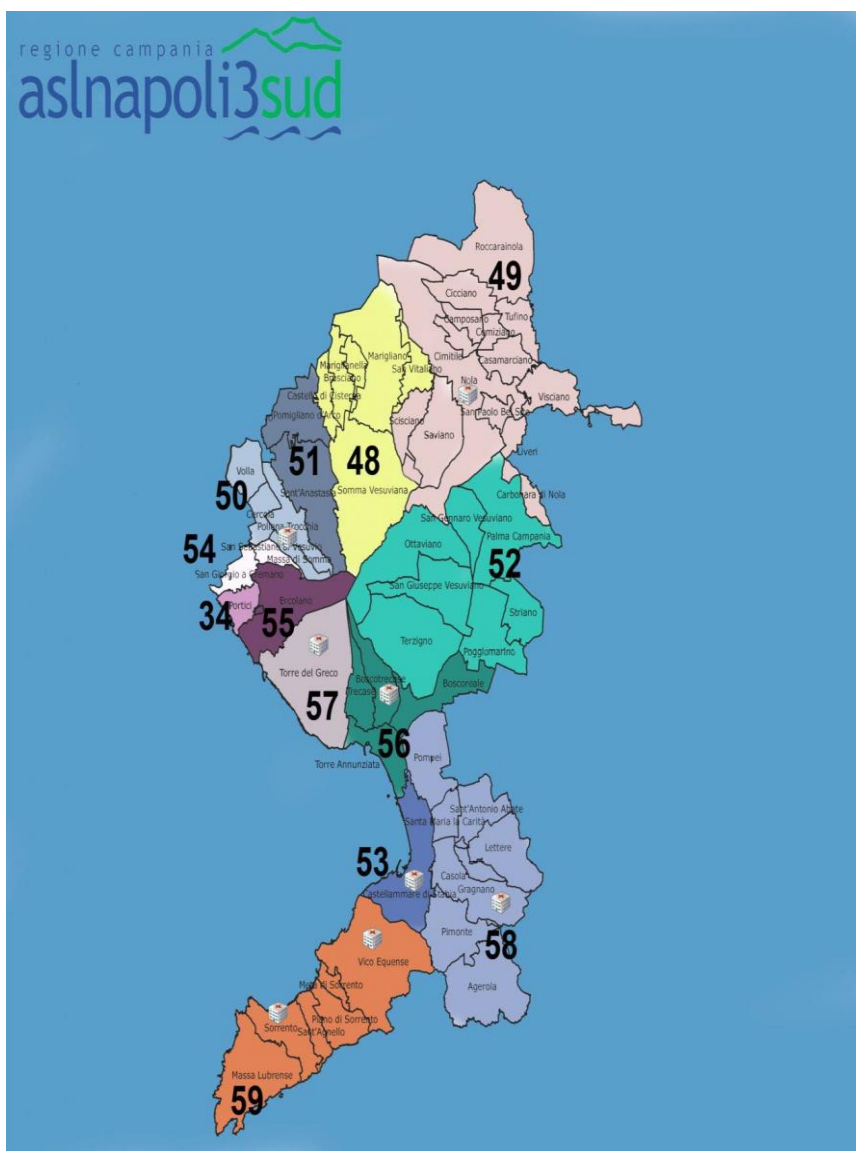 regione campania
aslnapoli3sud
Roccarainola
49
Cicciano
Camposano
Tufino
Comiziano
Marigliano
Cimitile
Casamarciano
Mariglianella
San Vitaliano
Brusciano
Nola
Castello di Cisterna
Visciano
Pomigliano d'Arco
Scisciano
San Paolo Bel Sito
Saviano
Liveri
51
48
Volla
50
Sant'Anastasia
Somma Vesuviana
Carbonara di Nola
Cercola
San Gennaro Vesuviano
Pollena Trocchia
Palma Campania
Ottaviano
San Sebastiano al Vesuvio
54
Massa di Somma
52
San Giorgio a Cremano
San Giuseppe Vesuviano
Ercolano
Portici
34
55
Striano
Terzigno
Poggiomarino
Torre del Greco
Boscotrecase
Boscoreale
Trecase
57
56
Pompei
Torre Annunziata
Sant'Antonio Abate
Santa Maria la Carità
Lettere
53
Casola
Gragnano
Castellammare di Stabia
Pimonte
58
Vico Equense
Agerola
Meta di Sorrento
Piano di Sorrento
Sorrento
Sant'Agnello
Massa Lubrense
59